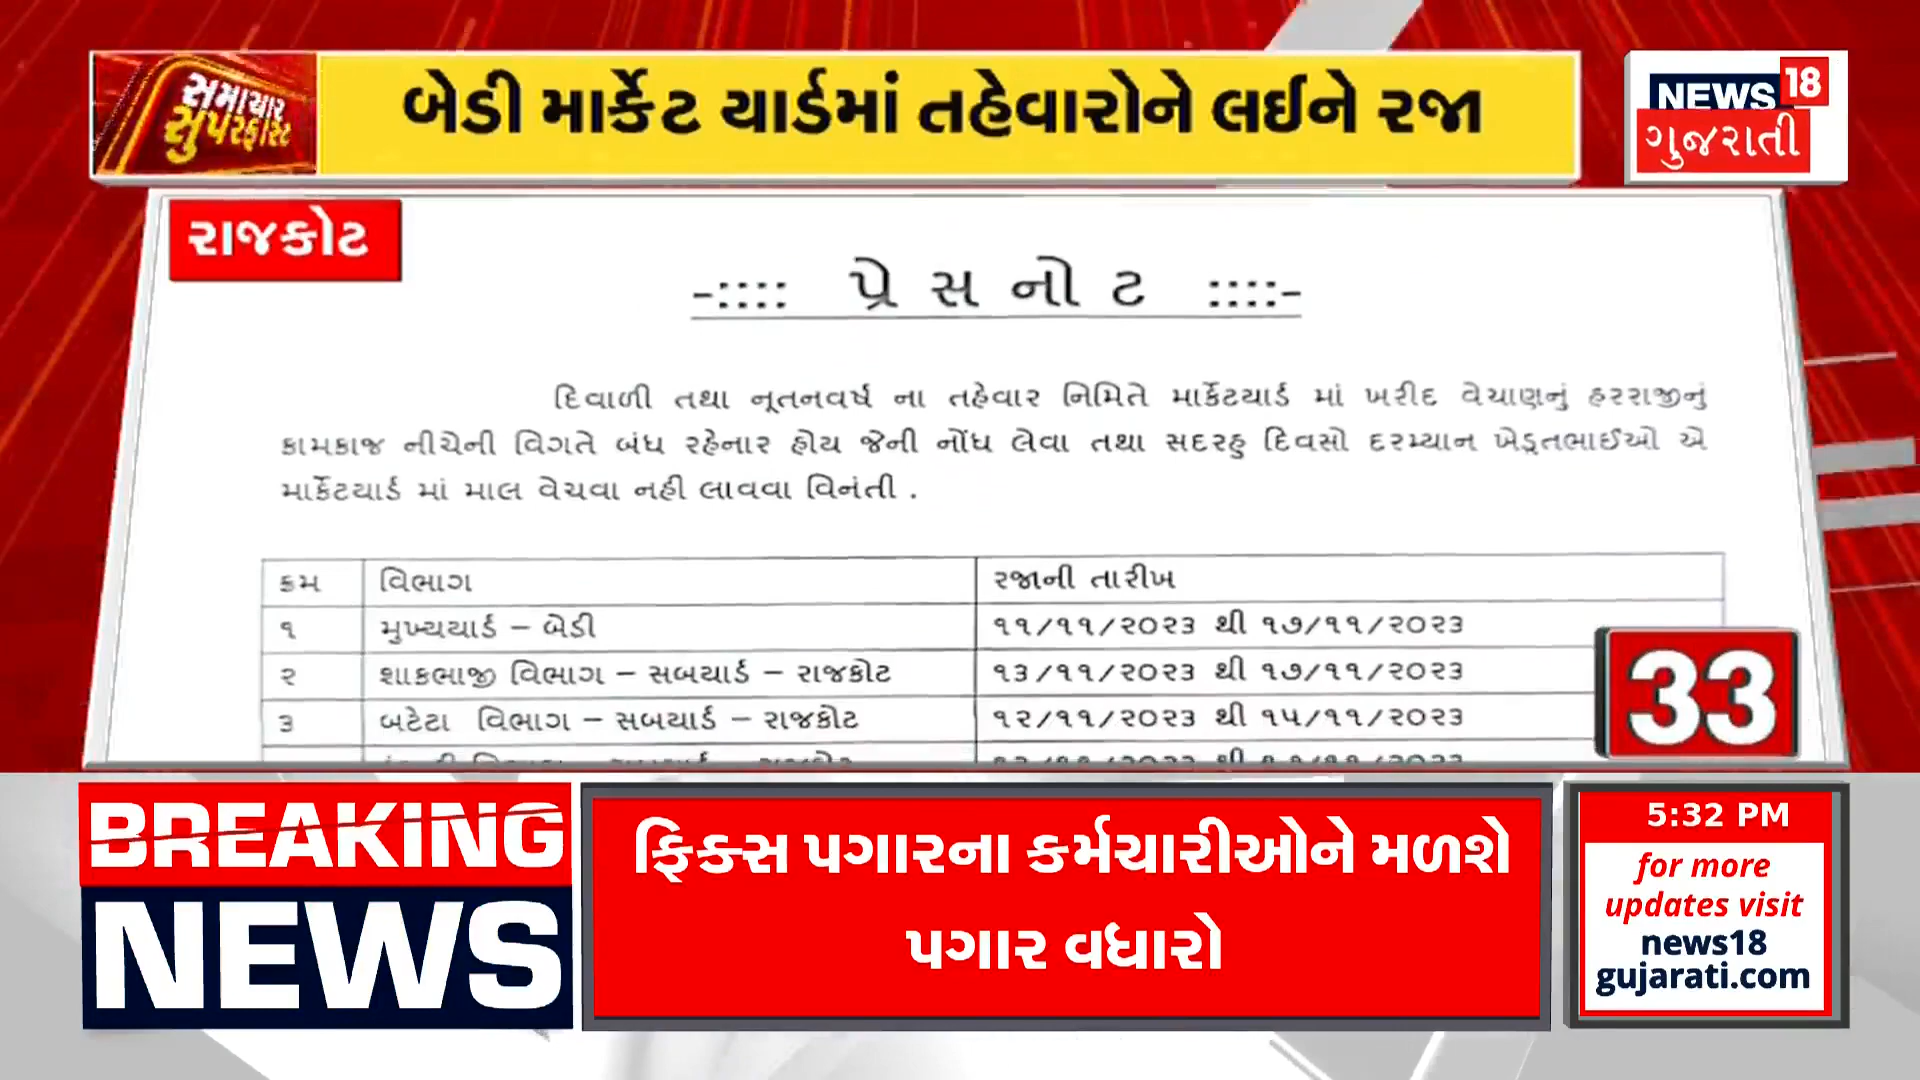 સમાચાર
સુપરફાસ્ટ
બેડી માર્કેટ યાર્ડમાં તહેવારોને લઈને રજા
NEWS 18
ગુજરાતી
રાજકોટ
-:::: પ્રે સ નો ટ ::::-
દિવાળી તથા નૂતનવર્ષ ના તહેવાર નિમિતે માર્કેટયાર્ડ માં ખરીદ વેચાણનું હરરાજીનું
કામકાજ નીચેની વિગતે બંધ રહેનાર હોય જેની નોંધ લેવા તથા સદરહુ દિવસો દરમ્યાન ખેડૂતભાઈઓ એ
માર્કેટયાર્ડ માં માલ વેચવા નહી લાવવા વિનંતી .
ક્રમ વિભાગ રજાની તારીખ
૧ મુખ્યયાર્ડ – બેડી ૧૧/૧૧/૨૦૨૩ થી ૧૭/૧૧/૨૦૨૩
૨ શાકભાજી વિભાગ – સબયાર્ડ – રાજકોટ ૧૩/૧૧/૨૦૨૩ થી ૧૭/૧૧/૨૦૨૩
૩ બટેટા વિભાગ – સબયાર્ડ – રાજકોટ ૧૨/૧૧/૨૦૨૩ થી ૧૫/૧૧/૨૦૨૩
33
BREAKING
NEWS
ફિક્સ પગારના કર્મચારીઓને મળશે
પગાર વધારો
5:32 PM
for more
updates visit
news18
gujarati.com